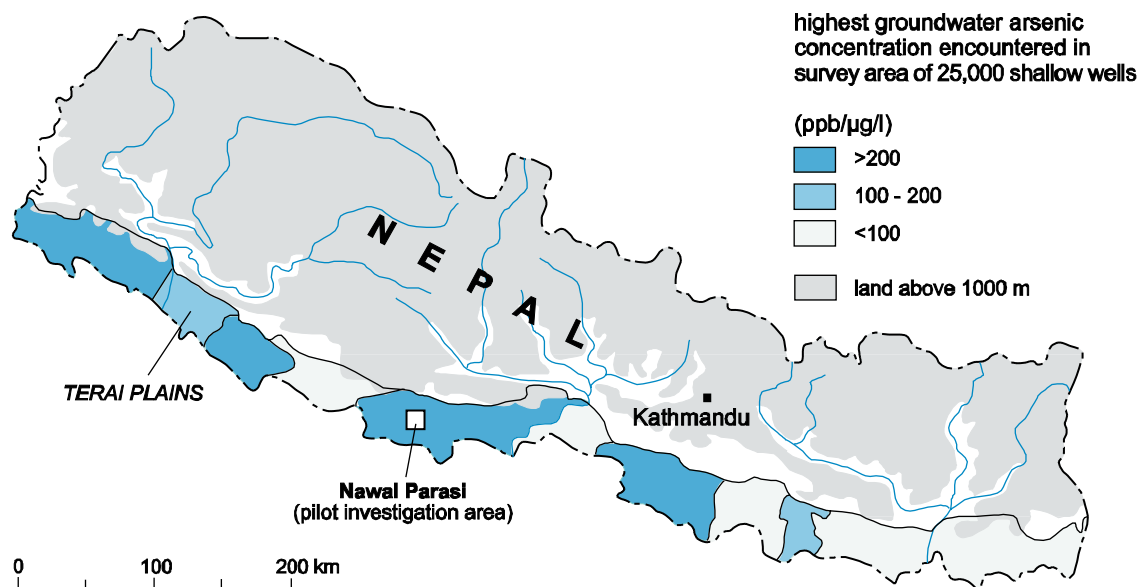 highest groundwater arsenic
concentration encountered in
survey area of 25,000 shallow wells
(ppb/µg/l)
>200
100 - 200
<100
land above 1000 m
NEPAL
TERAI PLAINS
Kathmandu
Nawal Parasi
(pilot investigation area)
0 100 200 km